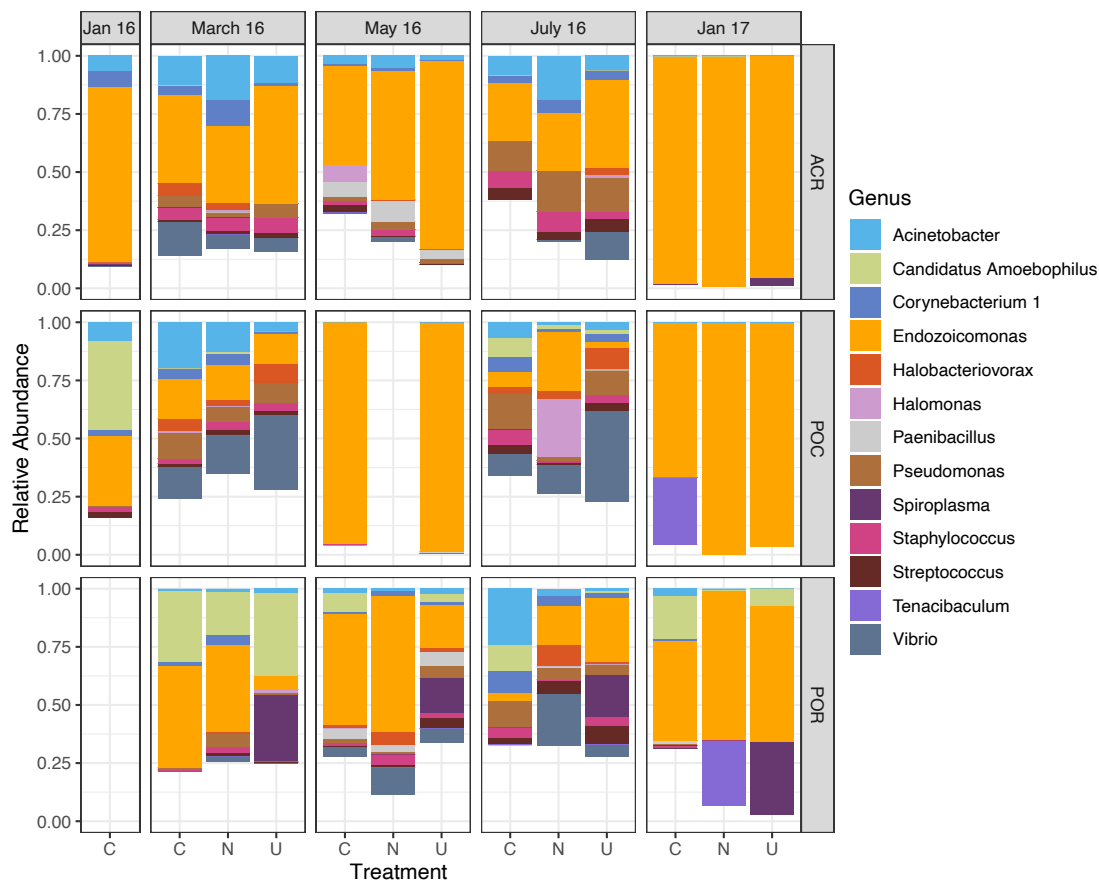 Jan 16 March 16 May 16 July 16 Jan 17
1.00
0.75
0.50
0.25
0.00
ACR
1.00
0.75
0.50
0.25
0.00
POC
1.00
0.75
0.50
0.25
0.00
POR
Relative Abundance
C C N U C N U C N U C N U
Treatment
Genus
Acinetobacter
Candidatus Amoebophilus
Corynebacterium 1
Endozoicomonas
Halobacteriovorax
Halomonas
Paenibacillus
Pseudomonas
Spiroplasma
Staphylococcus
Streptococcus
Tenacibaculum
Vibrio